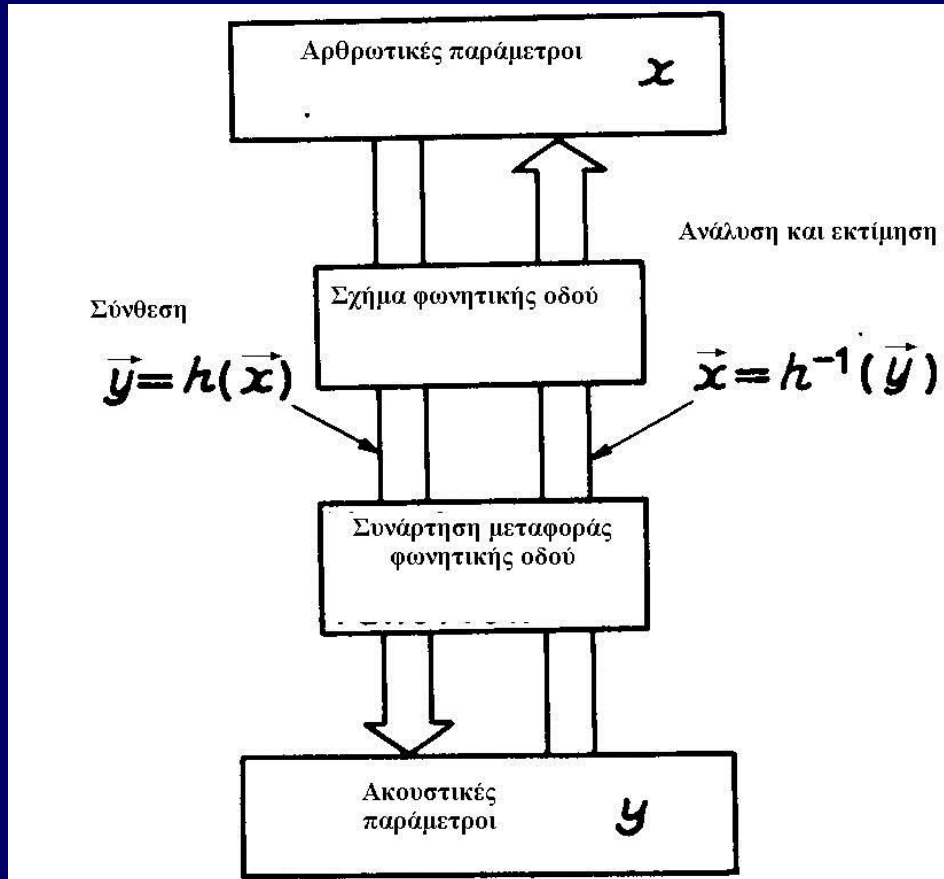 Αρθρωτικές παράμετροι x
Ανάλυση και εκτίμηση
Σύνθεση
Σχήμα φωνητικής οδού
y⃗ = h(x⃗)
x⃗ = h⁻¹(y⃗)
Συνάρτηση μεταφοράς
φωνητικής οδού
Ακουστικές
παράμετροι y